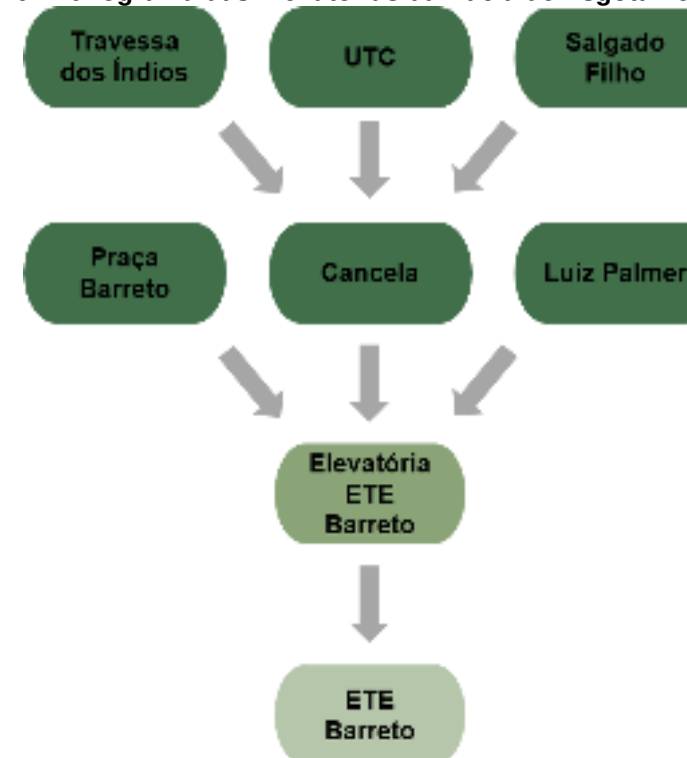 Travessa
dos Índios
UTC
Salgado
Filho
Praça
Barreto
Cancela
Luiz Palmer
Elevatória
ETE
Barreto
ETE
Barreto